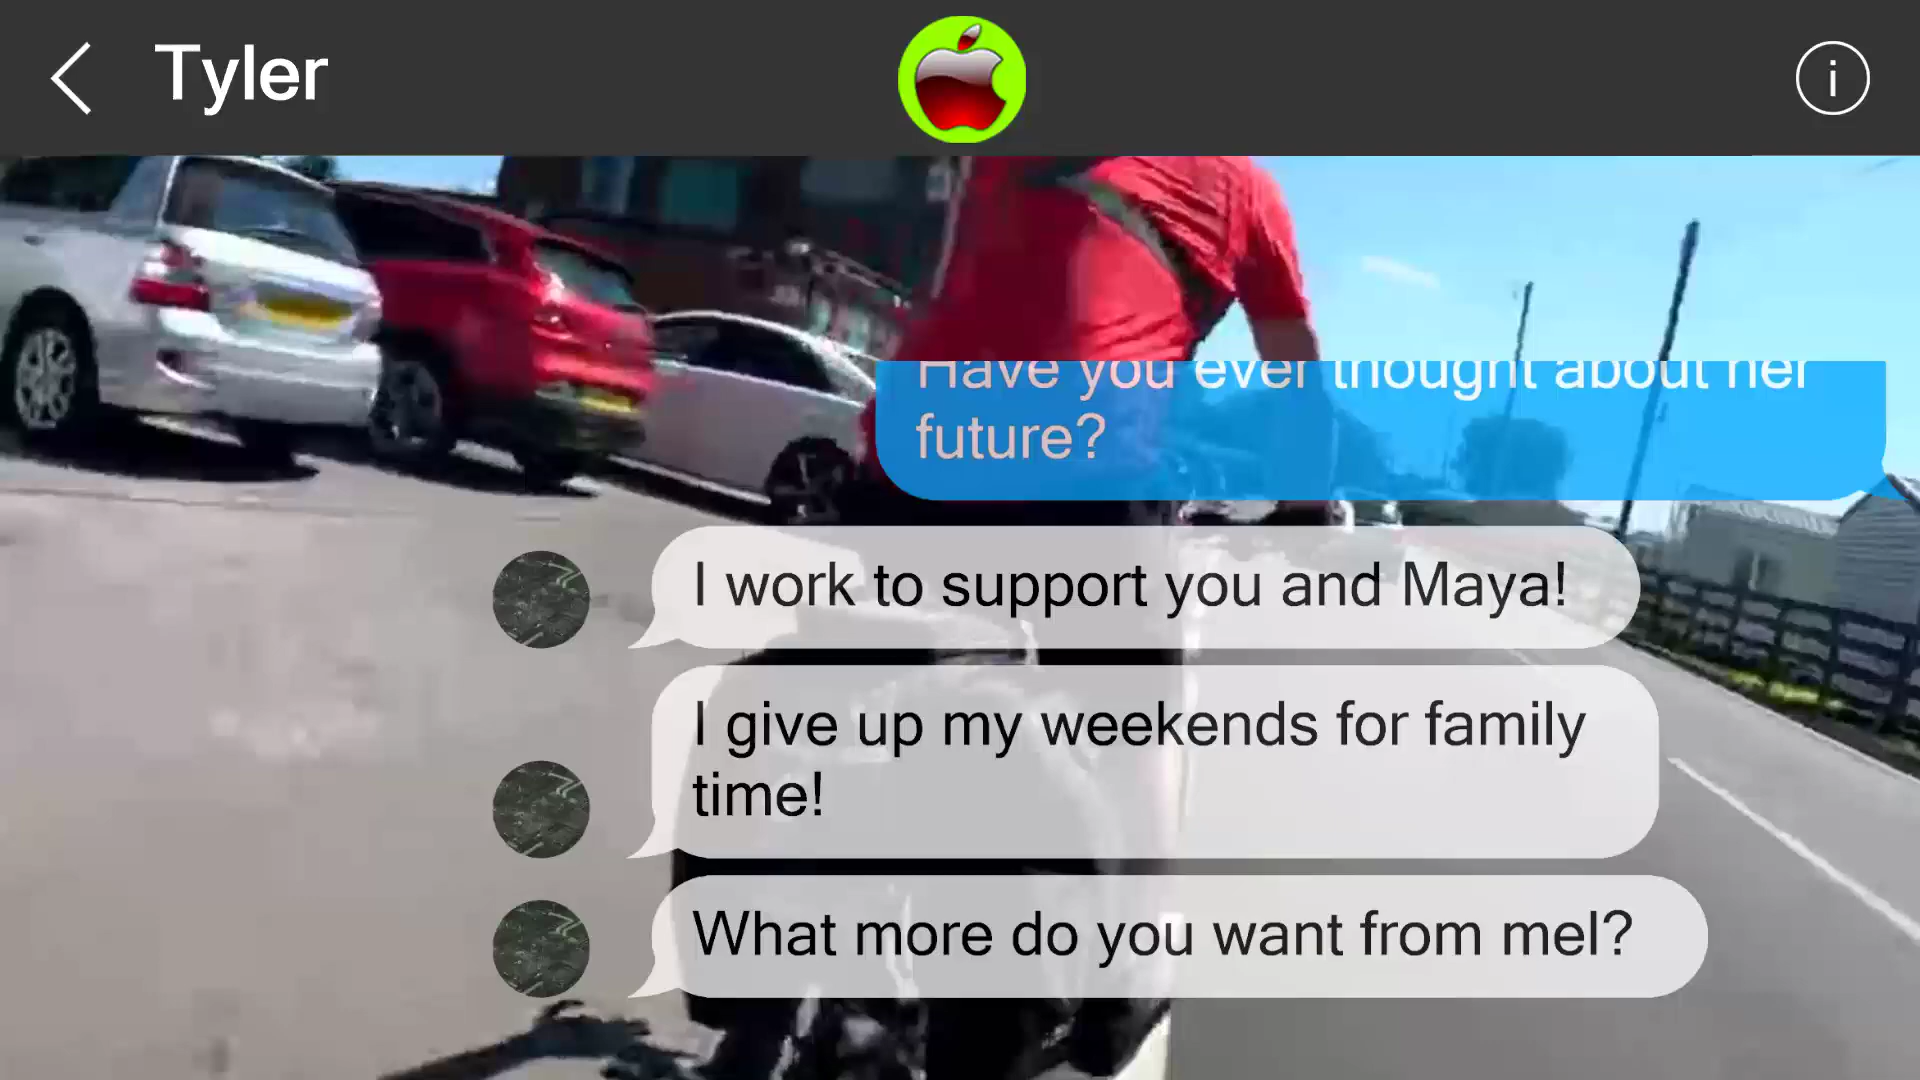 Tyler
Have you ever thought about her
future?
I work to support you and Maya!
I give up my weekends for family
time!
What more do you want from mel?